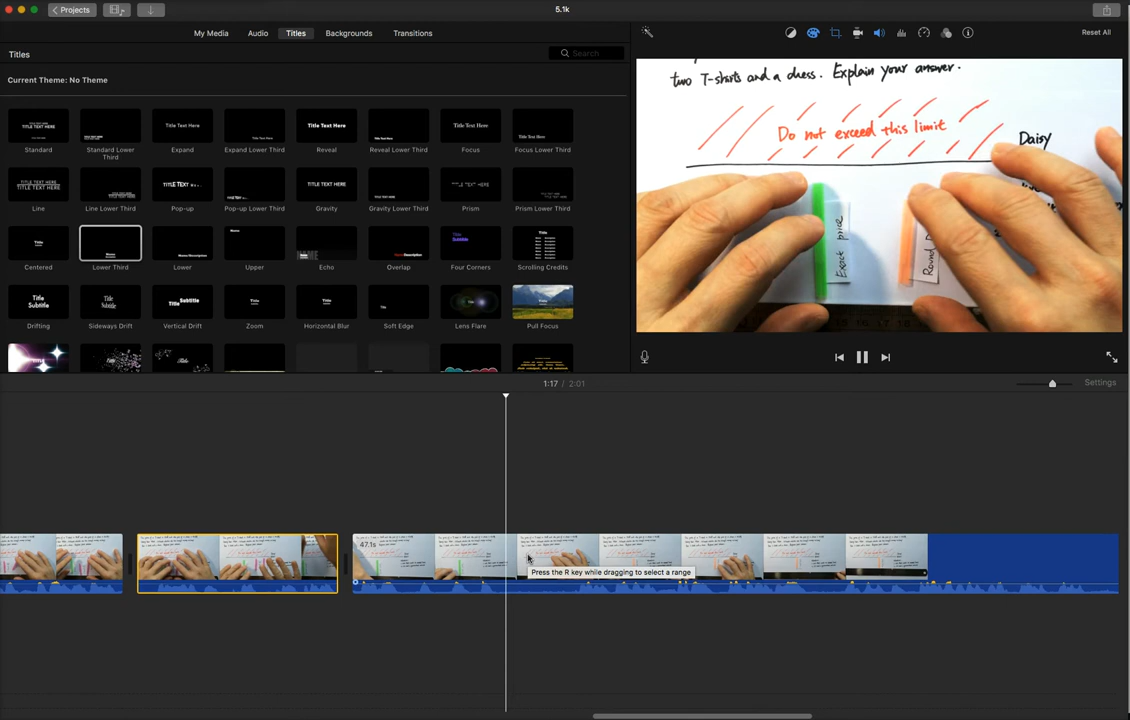 Projects
5.1k
My Media Audio Titles Backgrounds Transitions
Reset All
Titles
Search
Current Theme: No Theme
Standard
Standard Lower Third
Expand
Expand Lower Third
Reveal
Reveal Lower Third
Focus
Focus Lower Third
Line
Line Lower Third
Pop-up
Pop-up Lower Third
Gravity
Gravity Lower Third
Prism
Prism Lower Third
Centered
Lower Third
Lower
Upper
Echo
Overlap
Four Corners
Scrolling Credits
Drifting
Sideways Drift
Vertical Drift
Zoom
Horizontal Blur
Soft Edge
Lens Flare
Pull Focus
two T-shirts and a dress. Explain your answer.
Do not exceed this limit
Daisy
Exact price
Round
1:17 / 2:01
Settings
47.1s
Press the R key while dragging to select a range